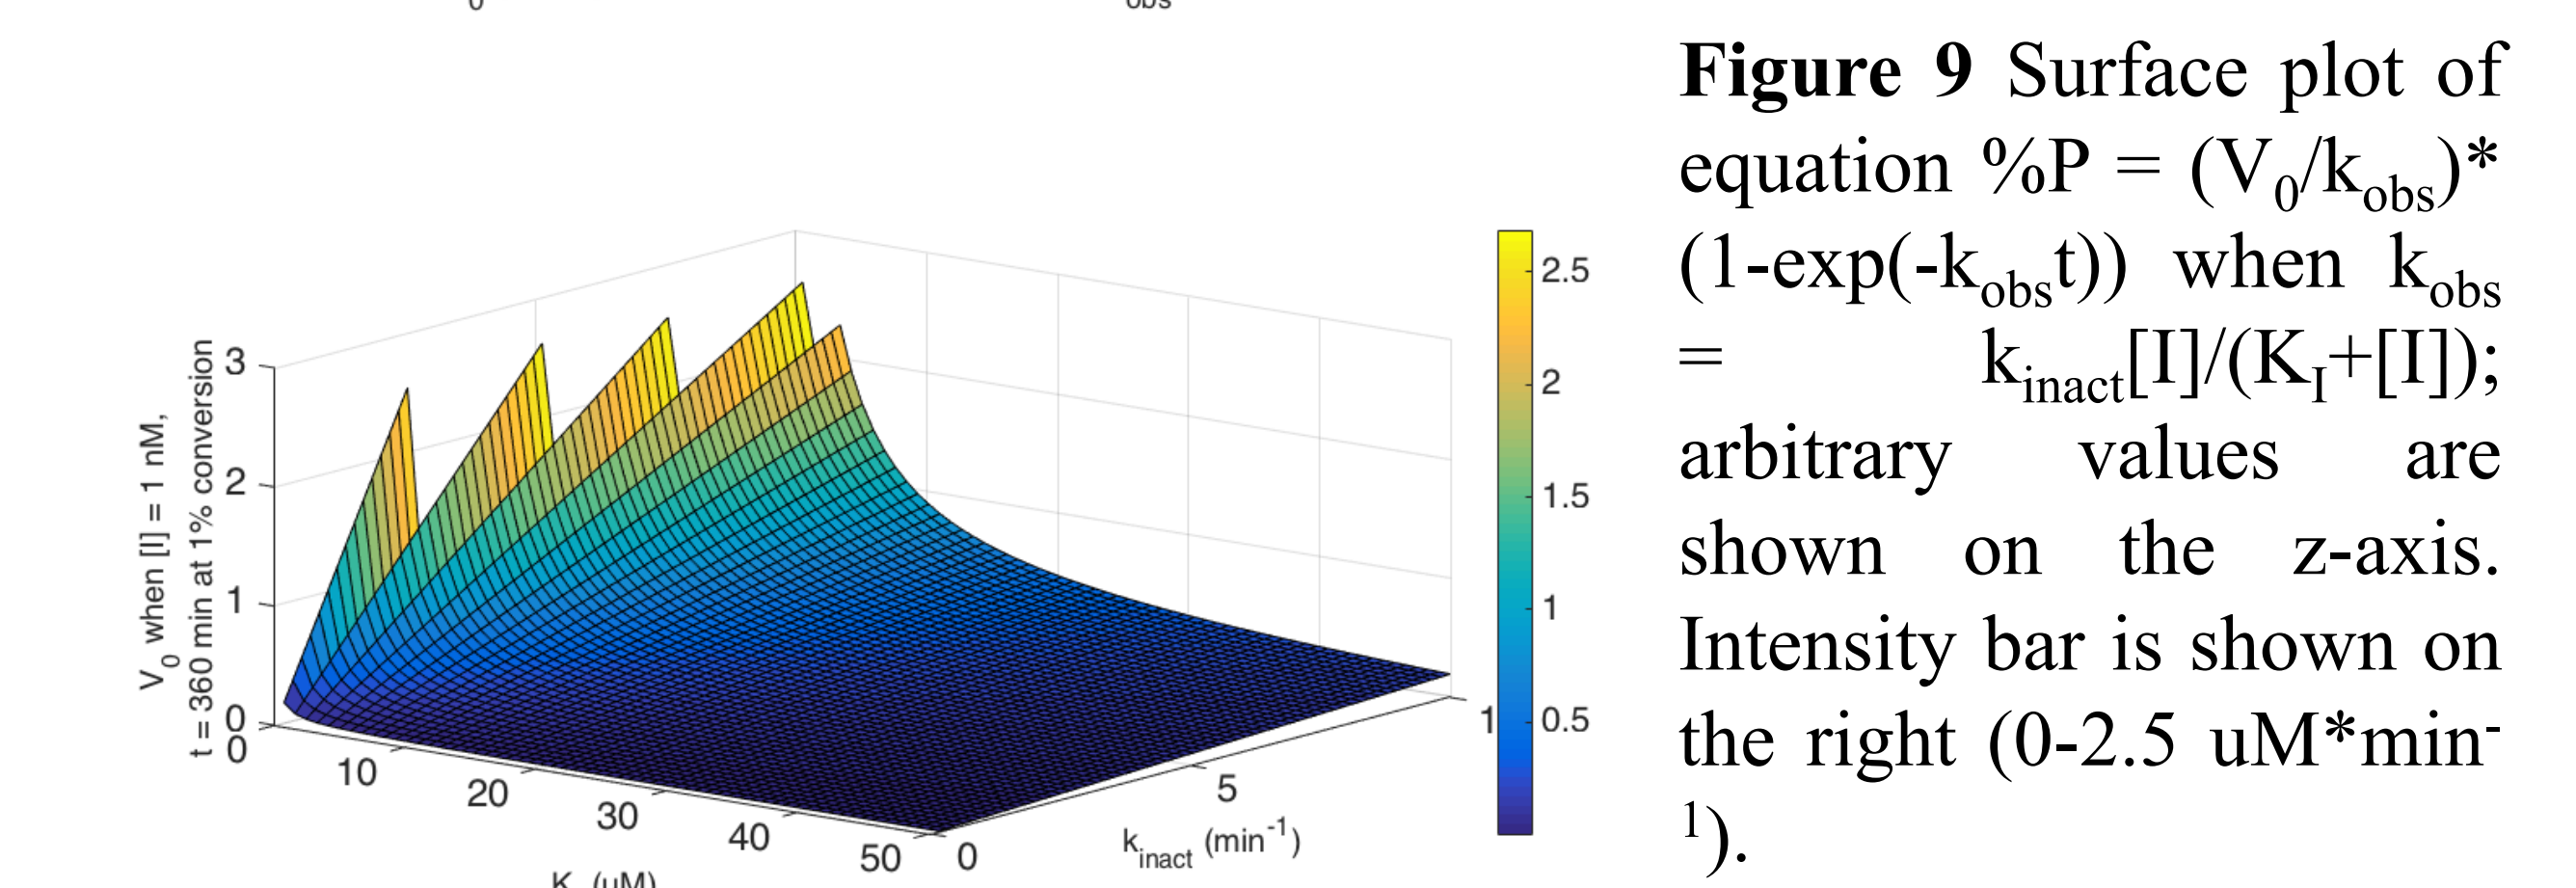 0
obs
Figure 9 Surface plot of
equation %P = (V0/kobs)*
(1-exp(-kobst)) when kobs
= kinact[I]/(KI+[I]);
arbitrary values are
shown on the z-axis.
Intensity bar is shown on
the right (0-2.5 uM*min-
1).
V0 when [I] = 1 nM,
t = 360 min at 1% conversion
3
2
1
0
0
10
20
30
40
50
K (uM)
0
5
1
kinact (min-1)
2.5
2
1.5
1
0.5